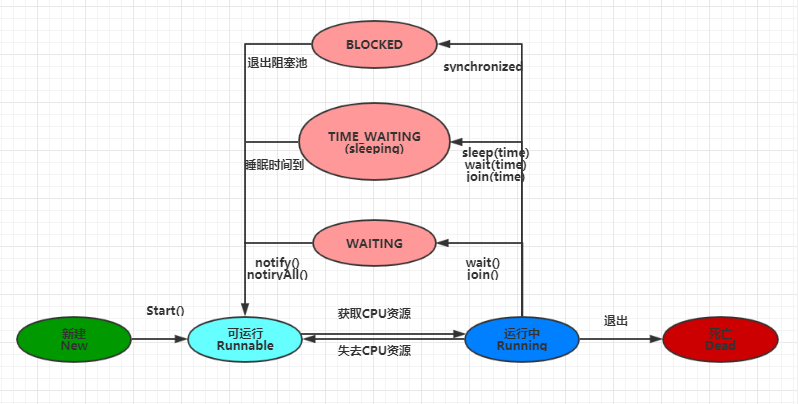 BLOCKED
退出阻塞池
synchronized
TIME_WAITING
(sleeping)
睡眠时间到
sleep(time)
wait(time)
join(time)
WAITING
notify()
notiryAll()
wait()
join()
Start()
新建
New
可运行
Runnable
获取CPU资源
失去CPU资源
运行中
Running
退出
死亡
Dead